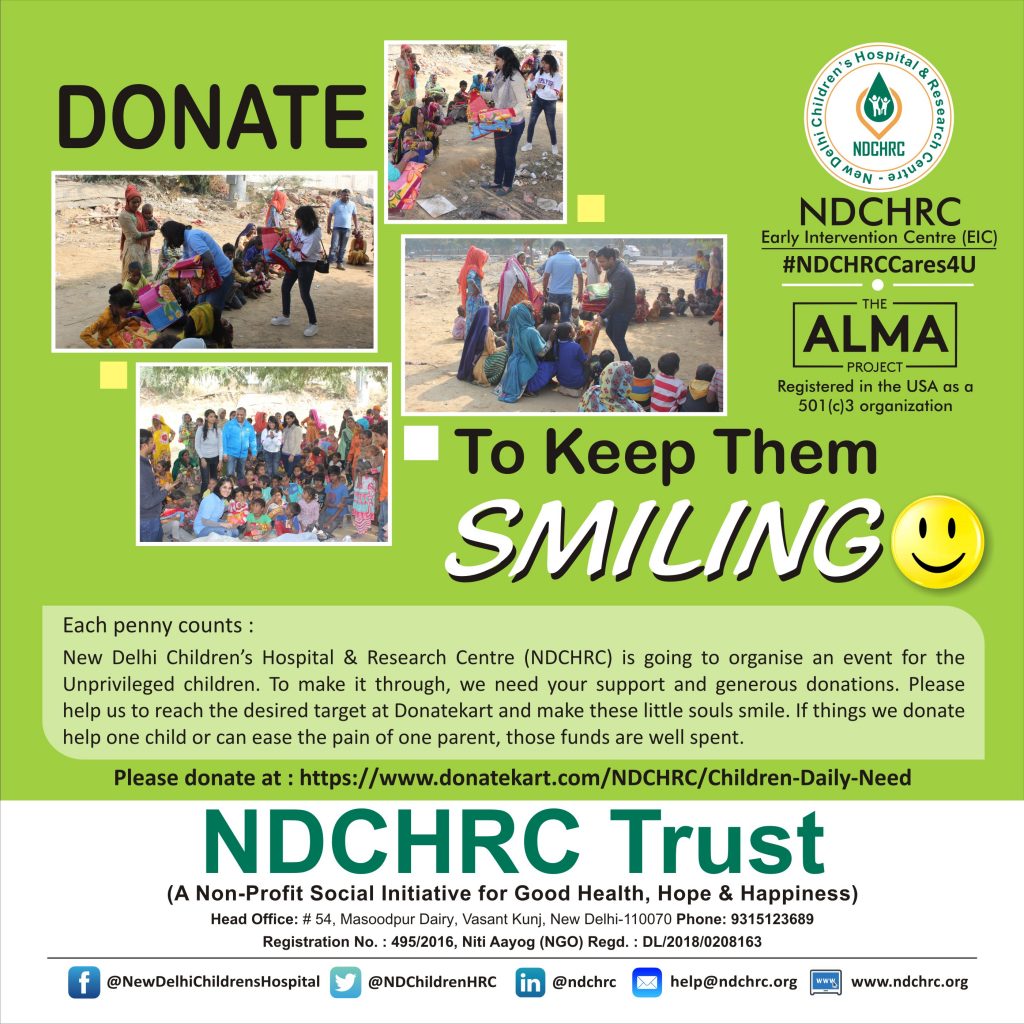 DONATE
New Delhi Children's Hospital & Research Centre -
NDCHRC
NDCHRC
Early Intervention Centre (EIC)
#NDCHRCCares4U
THE
ALMA
PROJECT
Registered in the USA as a
501(c)3 organization
To Keep Them
SMILING
Each penny counts :
New Delhi Children's Hospital & Research Centre (NDCHRC) is going to organise an event for the
Unprivileged children. To make it through, we need your support and generous donations. Please
help us to reach the desired target at Donatekart and make these little souls smile. If things we donate
help one child or can ease the pain of one parent, those funds are well spent.
Please donate at : https://www.donatekart.com/NDCHRC/Children-Daily-Need
NDCHRC Trust
(A Non-Profit Social Initiative for Good Health, Hope & Happiness)
Head Office: # 54, Masoodpur Dairy, Vasant Kunj, New Delhi-110070 Phone: 9315123689
Registration No. : 495/2016, Niti Aayog (NGO) Regd. : DL/2018/0208163
@NewDelhiChildrensHospital @NDChildrenHRC @ndchrc help@ndchrc.org www.ndchrc.org